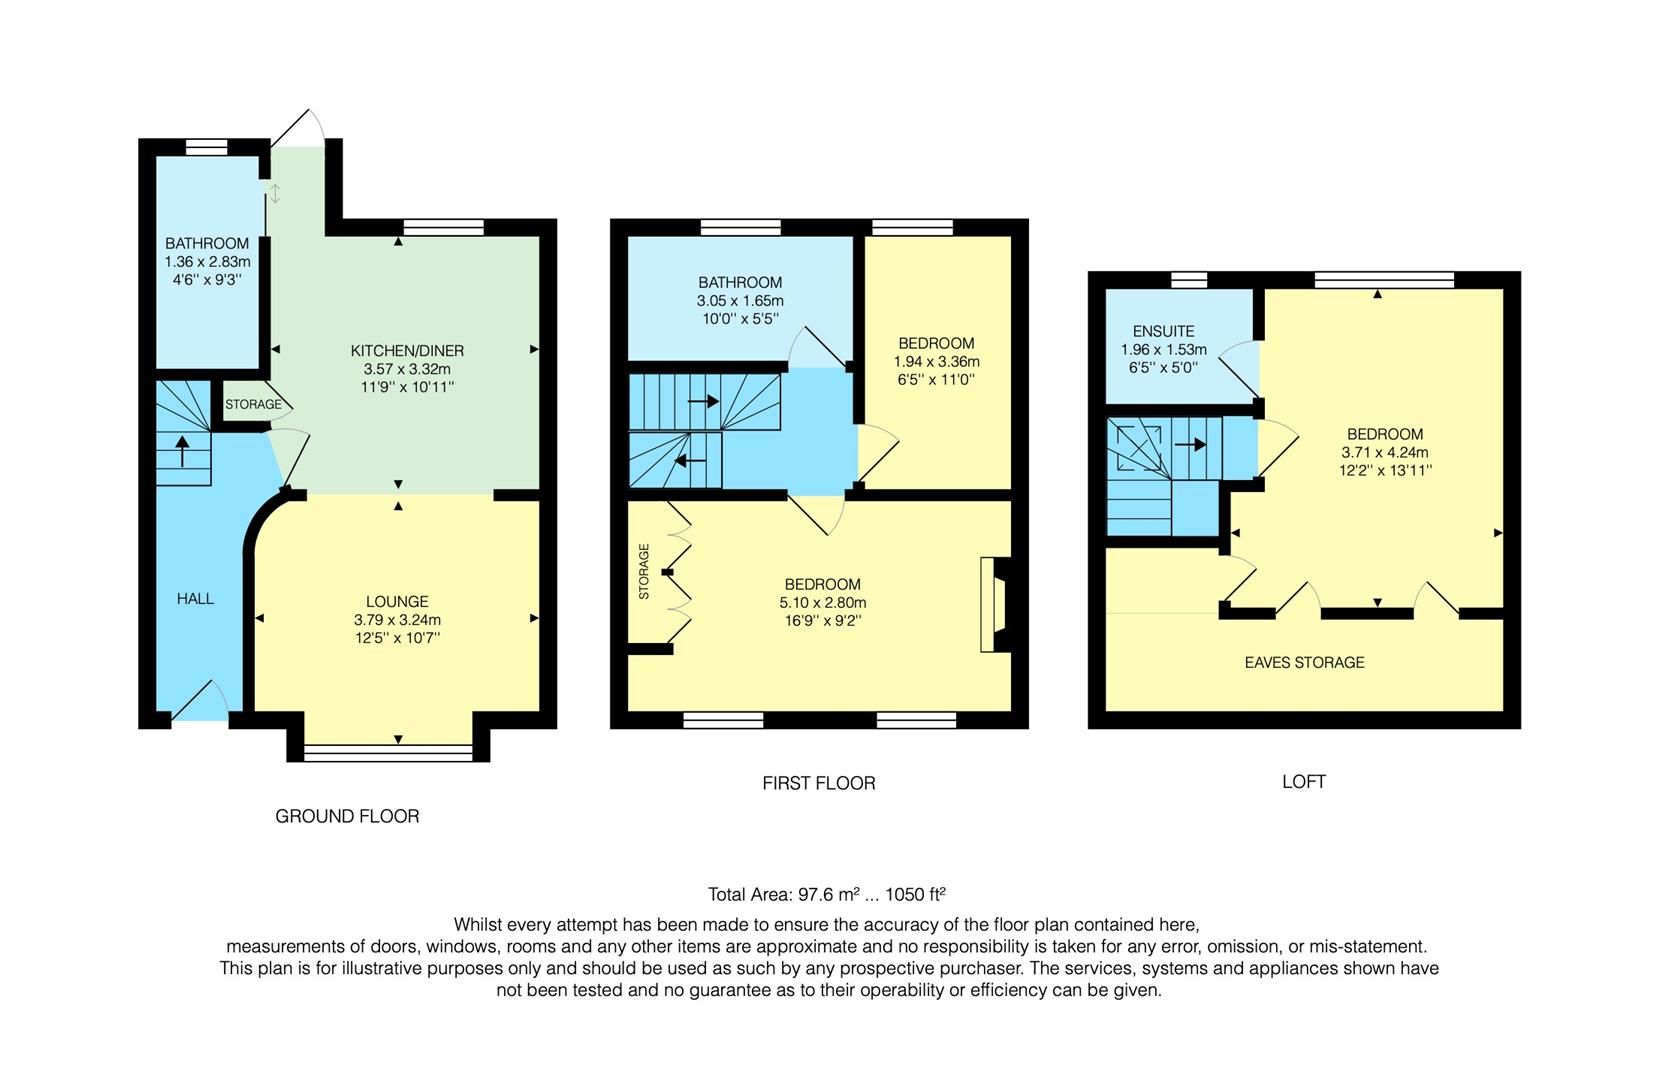 BATHROOM
1.36 x 2.83m
4'6'' x 9'3''
KITCHEN/DINER
3.57 x 3.32m
11'9'' x 10'11''
STORAGE
HALL
LOUNGE
3.79 x 3.24m
12'5'' x 10'7''
GROUND FLOOR
BATHROOM
3.05 x 1.65m
10'0'' x 5'5''
BEDROOM
1.94 x 3.36m
6'5'' x 11'0''
STORAGE
BEDROOM
5.10 x 2.80m
16'9'' x 9'2''
FIRST FLOOR
ENSUITE
1.96 x 1.53m
6'5'' x 5'0''
BEDROOM
3.71 x 4.24m
12'2'' x 13'11''
EAVES STORAGE
LOFT
Total Area: 97.6 m² ... 1050 ft²
Whilst every attempt has been made to ensure the accuracy of the floor plan contained here,
measurements of doors, windows, rooms and any other items are approximate and no responsibility is taken for any error, omission, or mis-statement.
This plan is for illustrative purposes only and should be used as such by any prospective purchaser. The services, systems and appliances shown have
not been tested and no guarantee as to their operability or efficiency can be given.